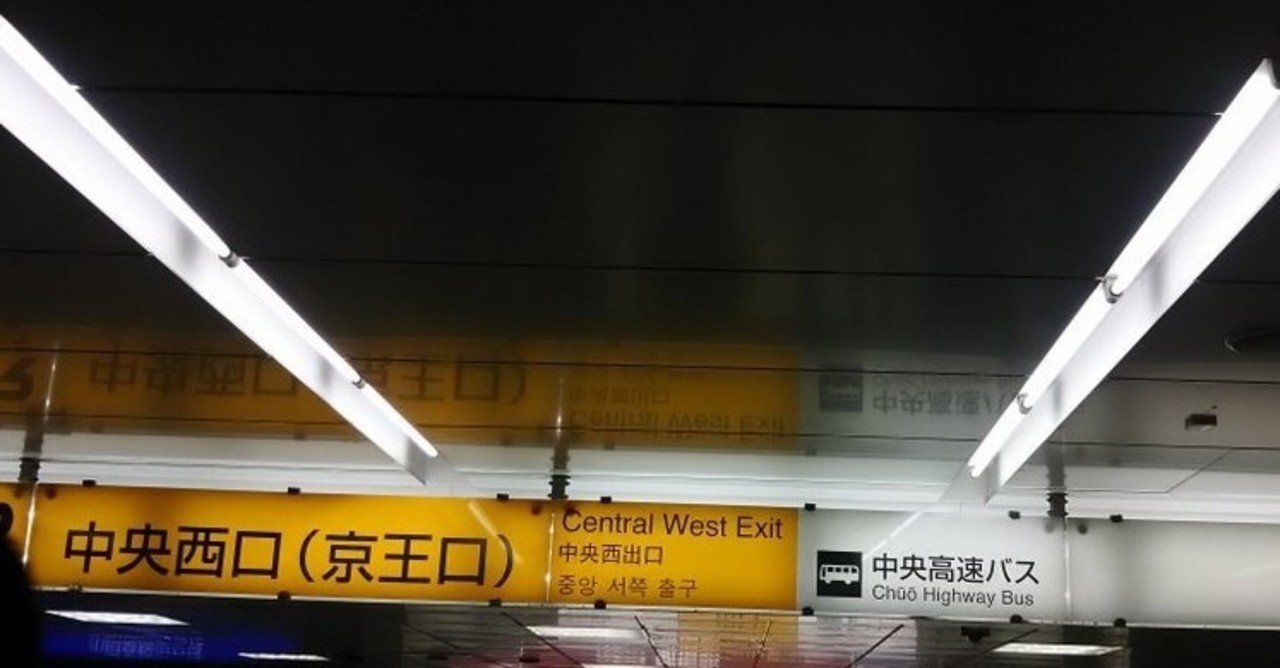 中央西口(京王口)
Central West Exit
中央西出口
중앙 서쪽 출구
中央高速バス
Chūō Highway Bus